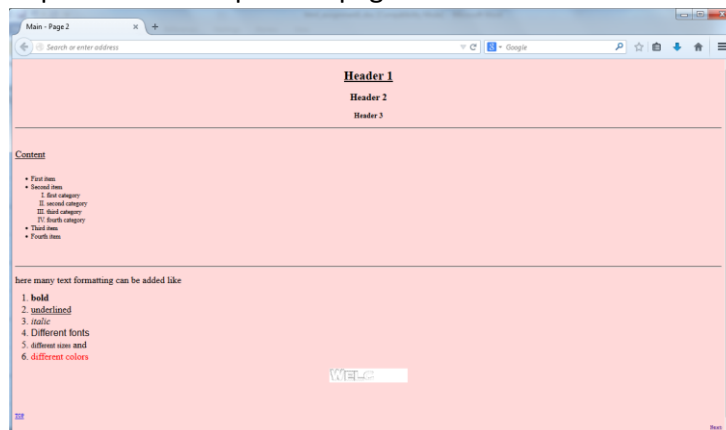 Main - Page 2
Search or enter address
Google
Header 1
Header 2
Header 3
Content
• First item
• Second item
I. first category
II. second category
III. third category
IV. fourth category
• Third item
• Fourth item
here many text formatting can be added like
1. bold
2. underlined
3. italic
4. Different fonts
5. different sizes and
6. different colors
WELC
TOP
Next